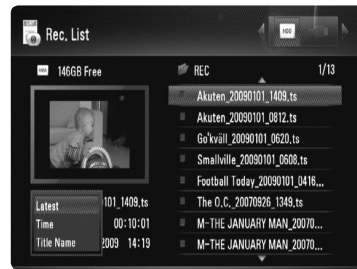 Rec. List
HDD
HDD 146GB Free
REC 1/13
Akuten_20090101_1409.ts
Akuten_20090101_0812.ts
Go'kväll_20090101_0620.ts
Smallville_20090101_0608.ts
Football Today_20090101_0416...
The O.C._20070926_1349.ts
M-THE JANUARY MAN_20070...
M-THE JANUARY MAN_20070...
Latest
101_1409.ts
Time
00:10:01
Title Name
2009 14:19